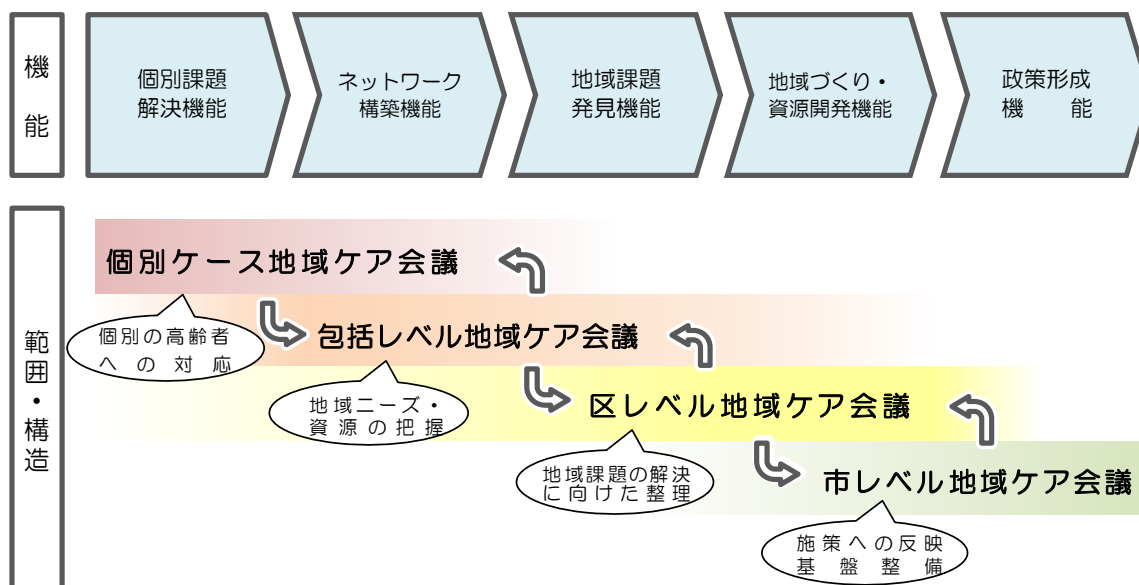 機能
個別課題
解決機能
ネットワーク
構築機能
地域課題
発見機能
地域づくり・
資源開発機能
政策形成
機能
範囲・構造
個別ケース地域ケア会議
個別の高齢者
への対応
包括レベル地域ケア会議
地域ニーズ・
資源の把握
区レベル地域ケア会議
地域課題の解決
に向けた整理
市レベル地域ケア会議
施策への反映
基盤整備